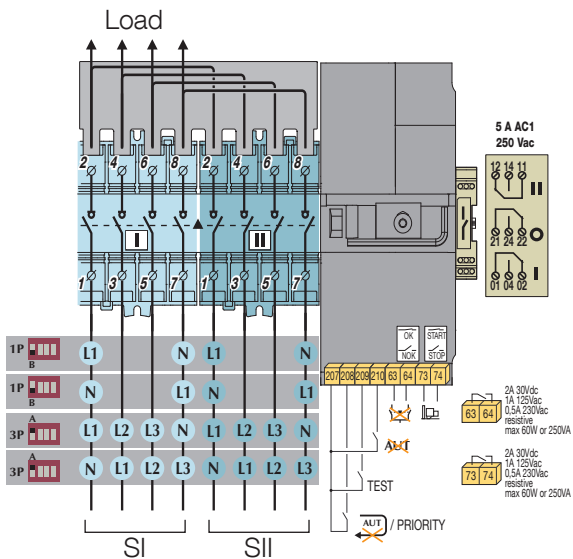 Load
5 A AC1
250 Vac
2 4 6 8 2 4 6 8
12 14 11
II
I II
21 24 22
O
1 3 5 7 1 3 5 7
01 04 02
I
OK START
NOK STOP
1P B L1 N L1 N
207 208 209 210 63 64 73 74
1P B N L1 N L1
2A 30Vdc
1A 125Vac
0,5A 230Vac
resistive
max 60W or 250VA
63 64
3P A L1 L2 L3 N L1 L2 L3 N
AUT
3P A N L1 L2 L3 N L1 L2 L3
2A 30Vdc
1A 125Vac
0,5A 230Vac
resistive
max 60W or 250VA
73 74
TEST
AUT / PRIORITY
SI SII